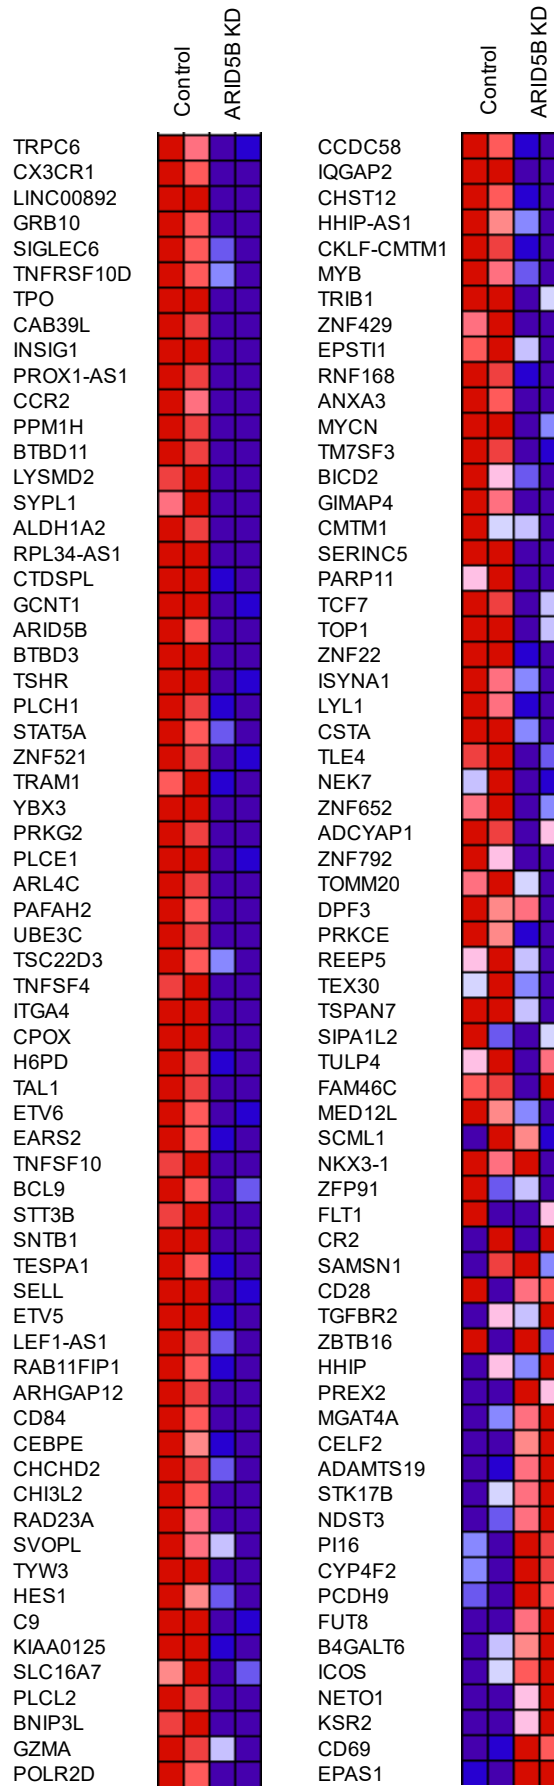 Control
ARID5B KD
TRPC6
CX3CR1
LINC00892
GRB10
SIGLEC6
TNFRSF10D
TPO
CAB39L
INSIG1
PROX1-AS1
CCR2
PPM1H
BTBD11
LYSMD2
SYPL1
ALDH1A2
RPL34-AS1
CTDSPL
GCNT1
ARID5B
BTBD3
TSHR
PLCH1
STAT5A
ZNF521
TRAM1
YBX3
PRKG2
PLCE1
ARL4C
PAFAH2
UBE3C
TSC22D3
TNFSF4
ITGA4
CPOX
H6PD
TAL1
ETV6
EARS2
TNFSF10
BCL9
STT3B
SNTB1
TESPA1
SELL
ETV5
LEF1-AS1
RAB11FIP1
ARHGAP12
CD84
CEBPE
CHCHD2
CHI3L2
RAD23A
SVOPL
TYW3
HES1
C9
KIAA0125
SLC16A7
PLCL2
BNIP3L
GZMA
POLR2D
Control
ARID5B KD
CCDC58
IQGAP2
CHST12
HHIP-AS1
CKLF-CMTM1
MYB
TRIB1
ZNF429
EPSTI1
RNF168
ANXA3
MYCN
TM7SF3
BICD2
GIMAP4
CMTM1
SERINC5
PARP11
TCF7
TOP1
ZNF22
ISYNA1
LYL1
CSTA
TLE4
NEK7
ZNF652
ADCYAP1
ZNF792
TOMM20
DPF3
PRKCE
REEP5
TEX30
TSPAN7
SIPA1L2
TULP4
FAM46C
MED12L
SCML1
NKX3-1
ZFP91
FLT1
CR2
SAMSN1
CD28
TGFBR2
ZBTB16
HHIP
PREX2
MGAT4A
CELF2
ADAMTS19
STK17B
NDST3
PI16
CYP4F2
PCDH9
FUT8
B4GALT6
ICOS
NETO1
KSR2
CD69
EPAS1